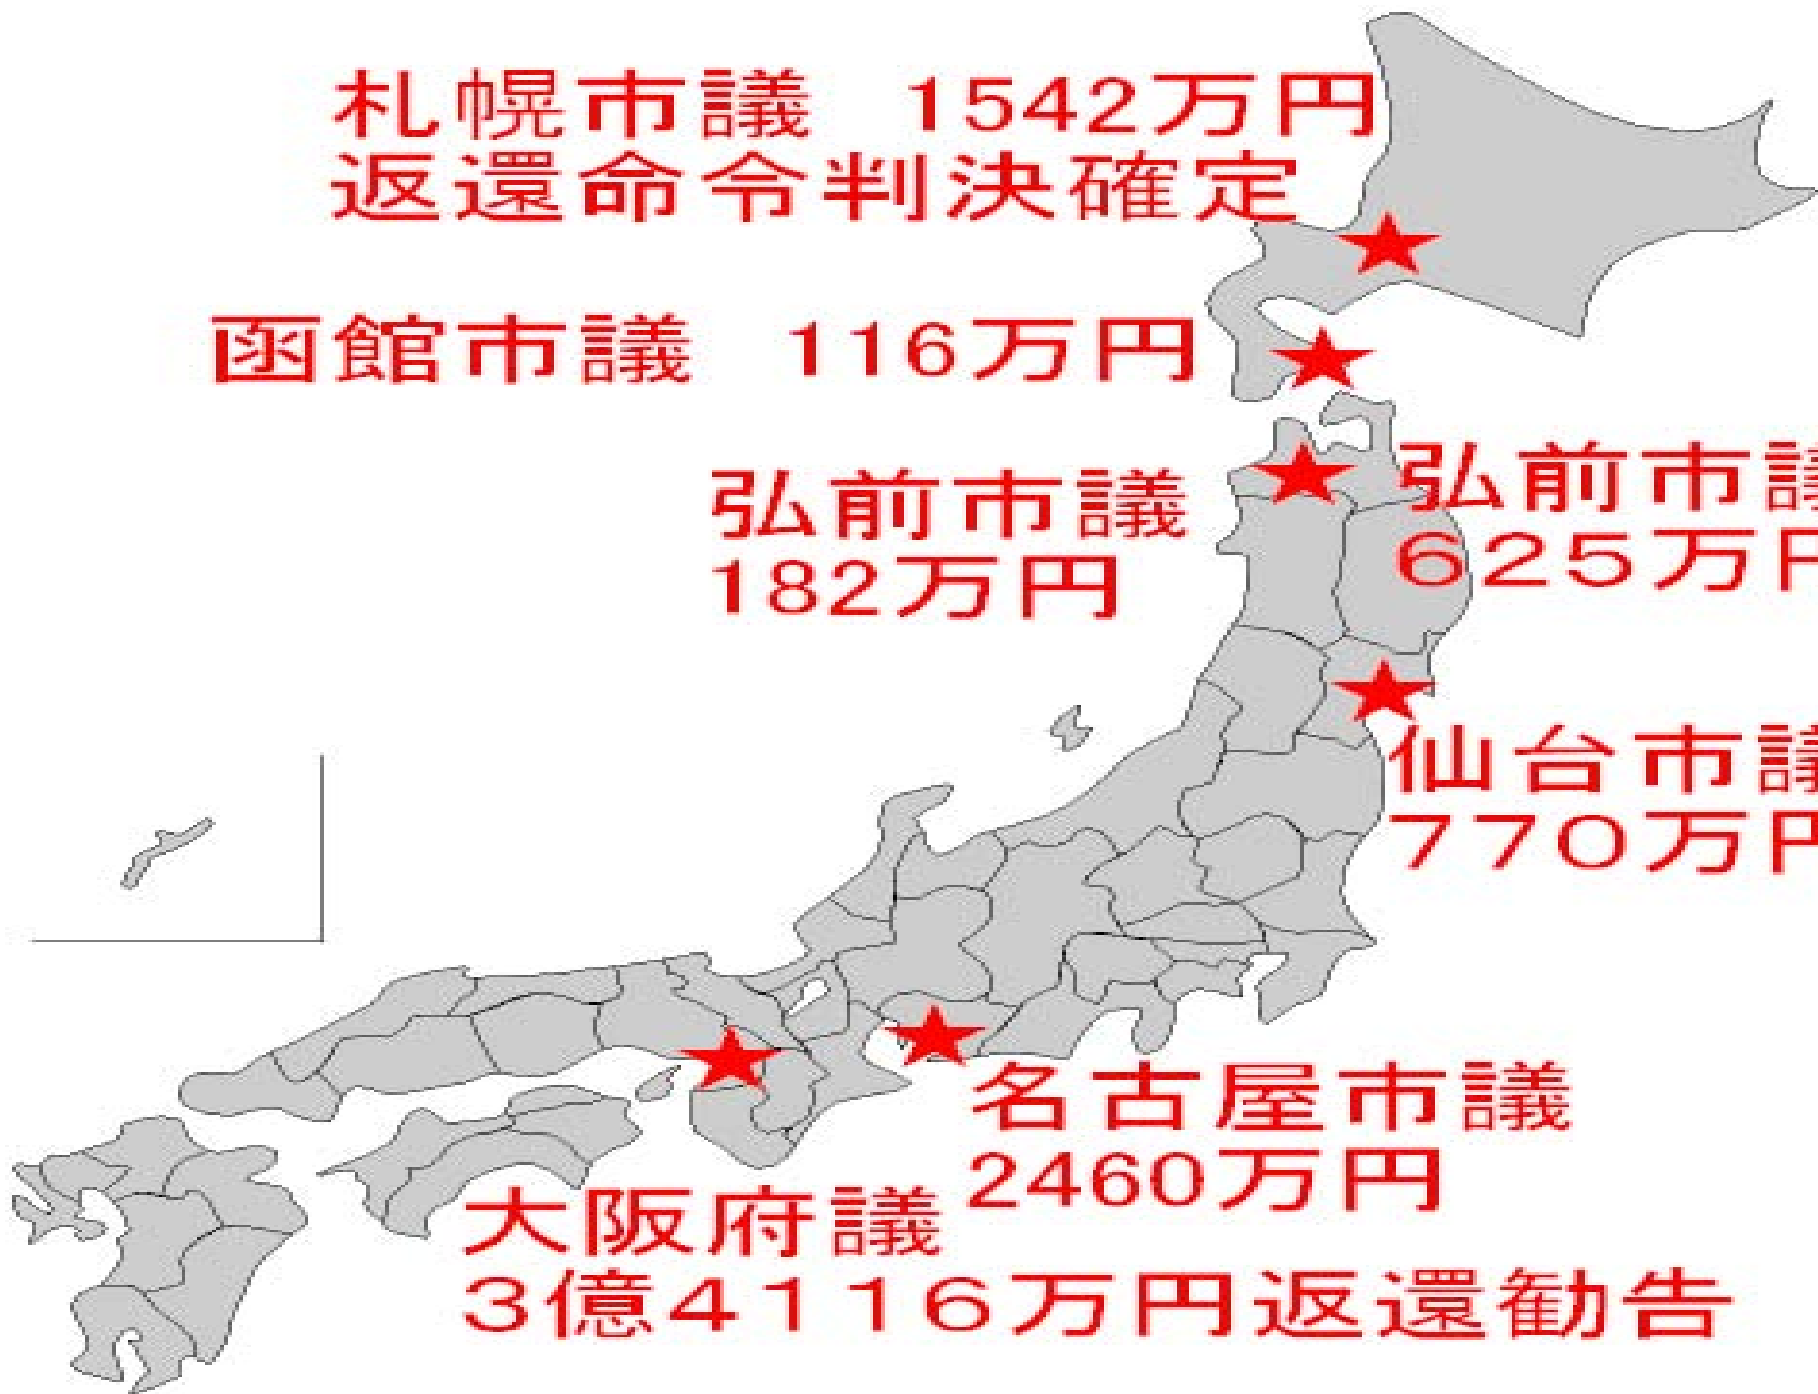 札幌市議　1542万円
返還命令判決確定
函館市議　116万円
弘前市議
182万円
弘前市議
６２５万円
仙台市議
７７０万円
名古屋市議
2460万円
大阪府議
３億４１１６万円返還勧告